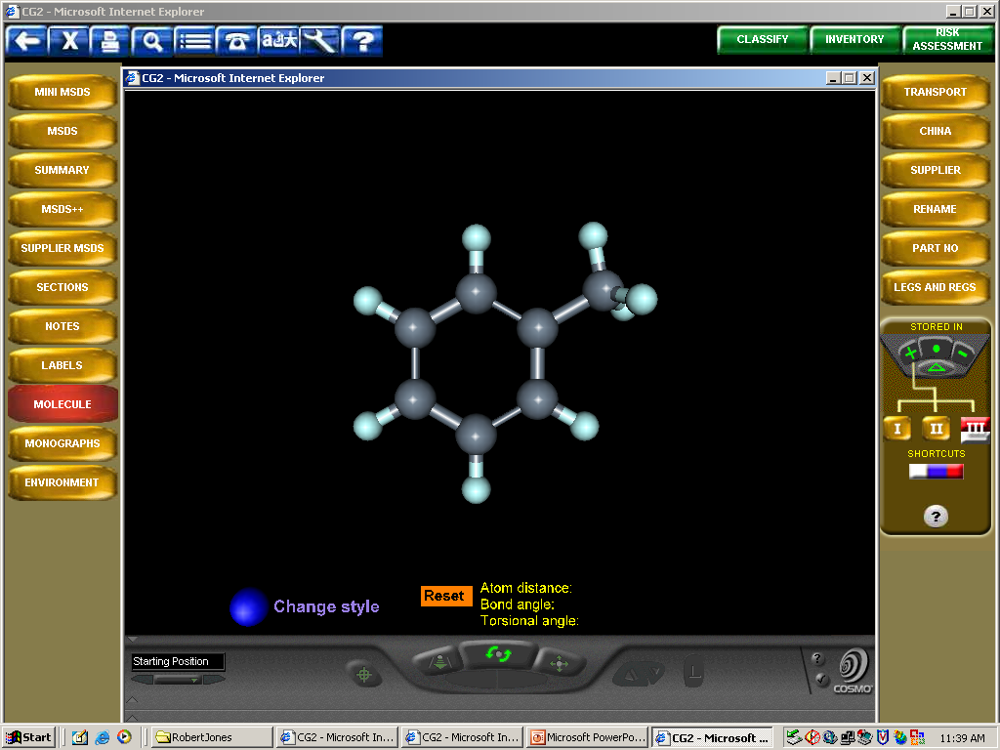 CG2 - Microsoft Internet Explorer
X
aあ大
?
CLASSIFY
INVENTORY
RISK
ASSESSMENT
CG2 - Microsoft Internet Explorer
MINI MSDS
MSDS
SUMMARY
MSDS++
SUPPLIER MSDS
SECTIONS
NOTES
LABELS
MOLECULE
MONOGRAPHS
ENVIRONMENT
TRANSPORT
CHINA
SUPPLIER
RENAME
PART NO
LEGS AND REGS
STORED IN
I II III
SHORTCUTS
?
Change style
Reset
Atom distance:
Bond angle:
Torsional angle:
Starting Position
?
COSMO
Start
RobertJones
CG2 - Microsoft In...
CG2 - Microsoft In...
Microsoft PowerPo...
CG2 - Microsoft ...
11:39 AM